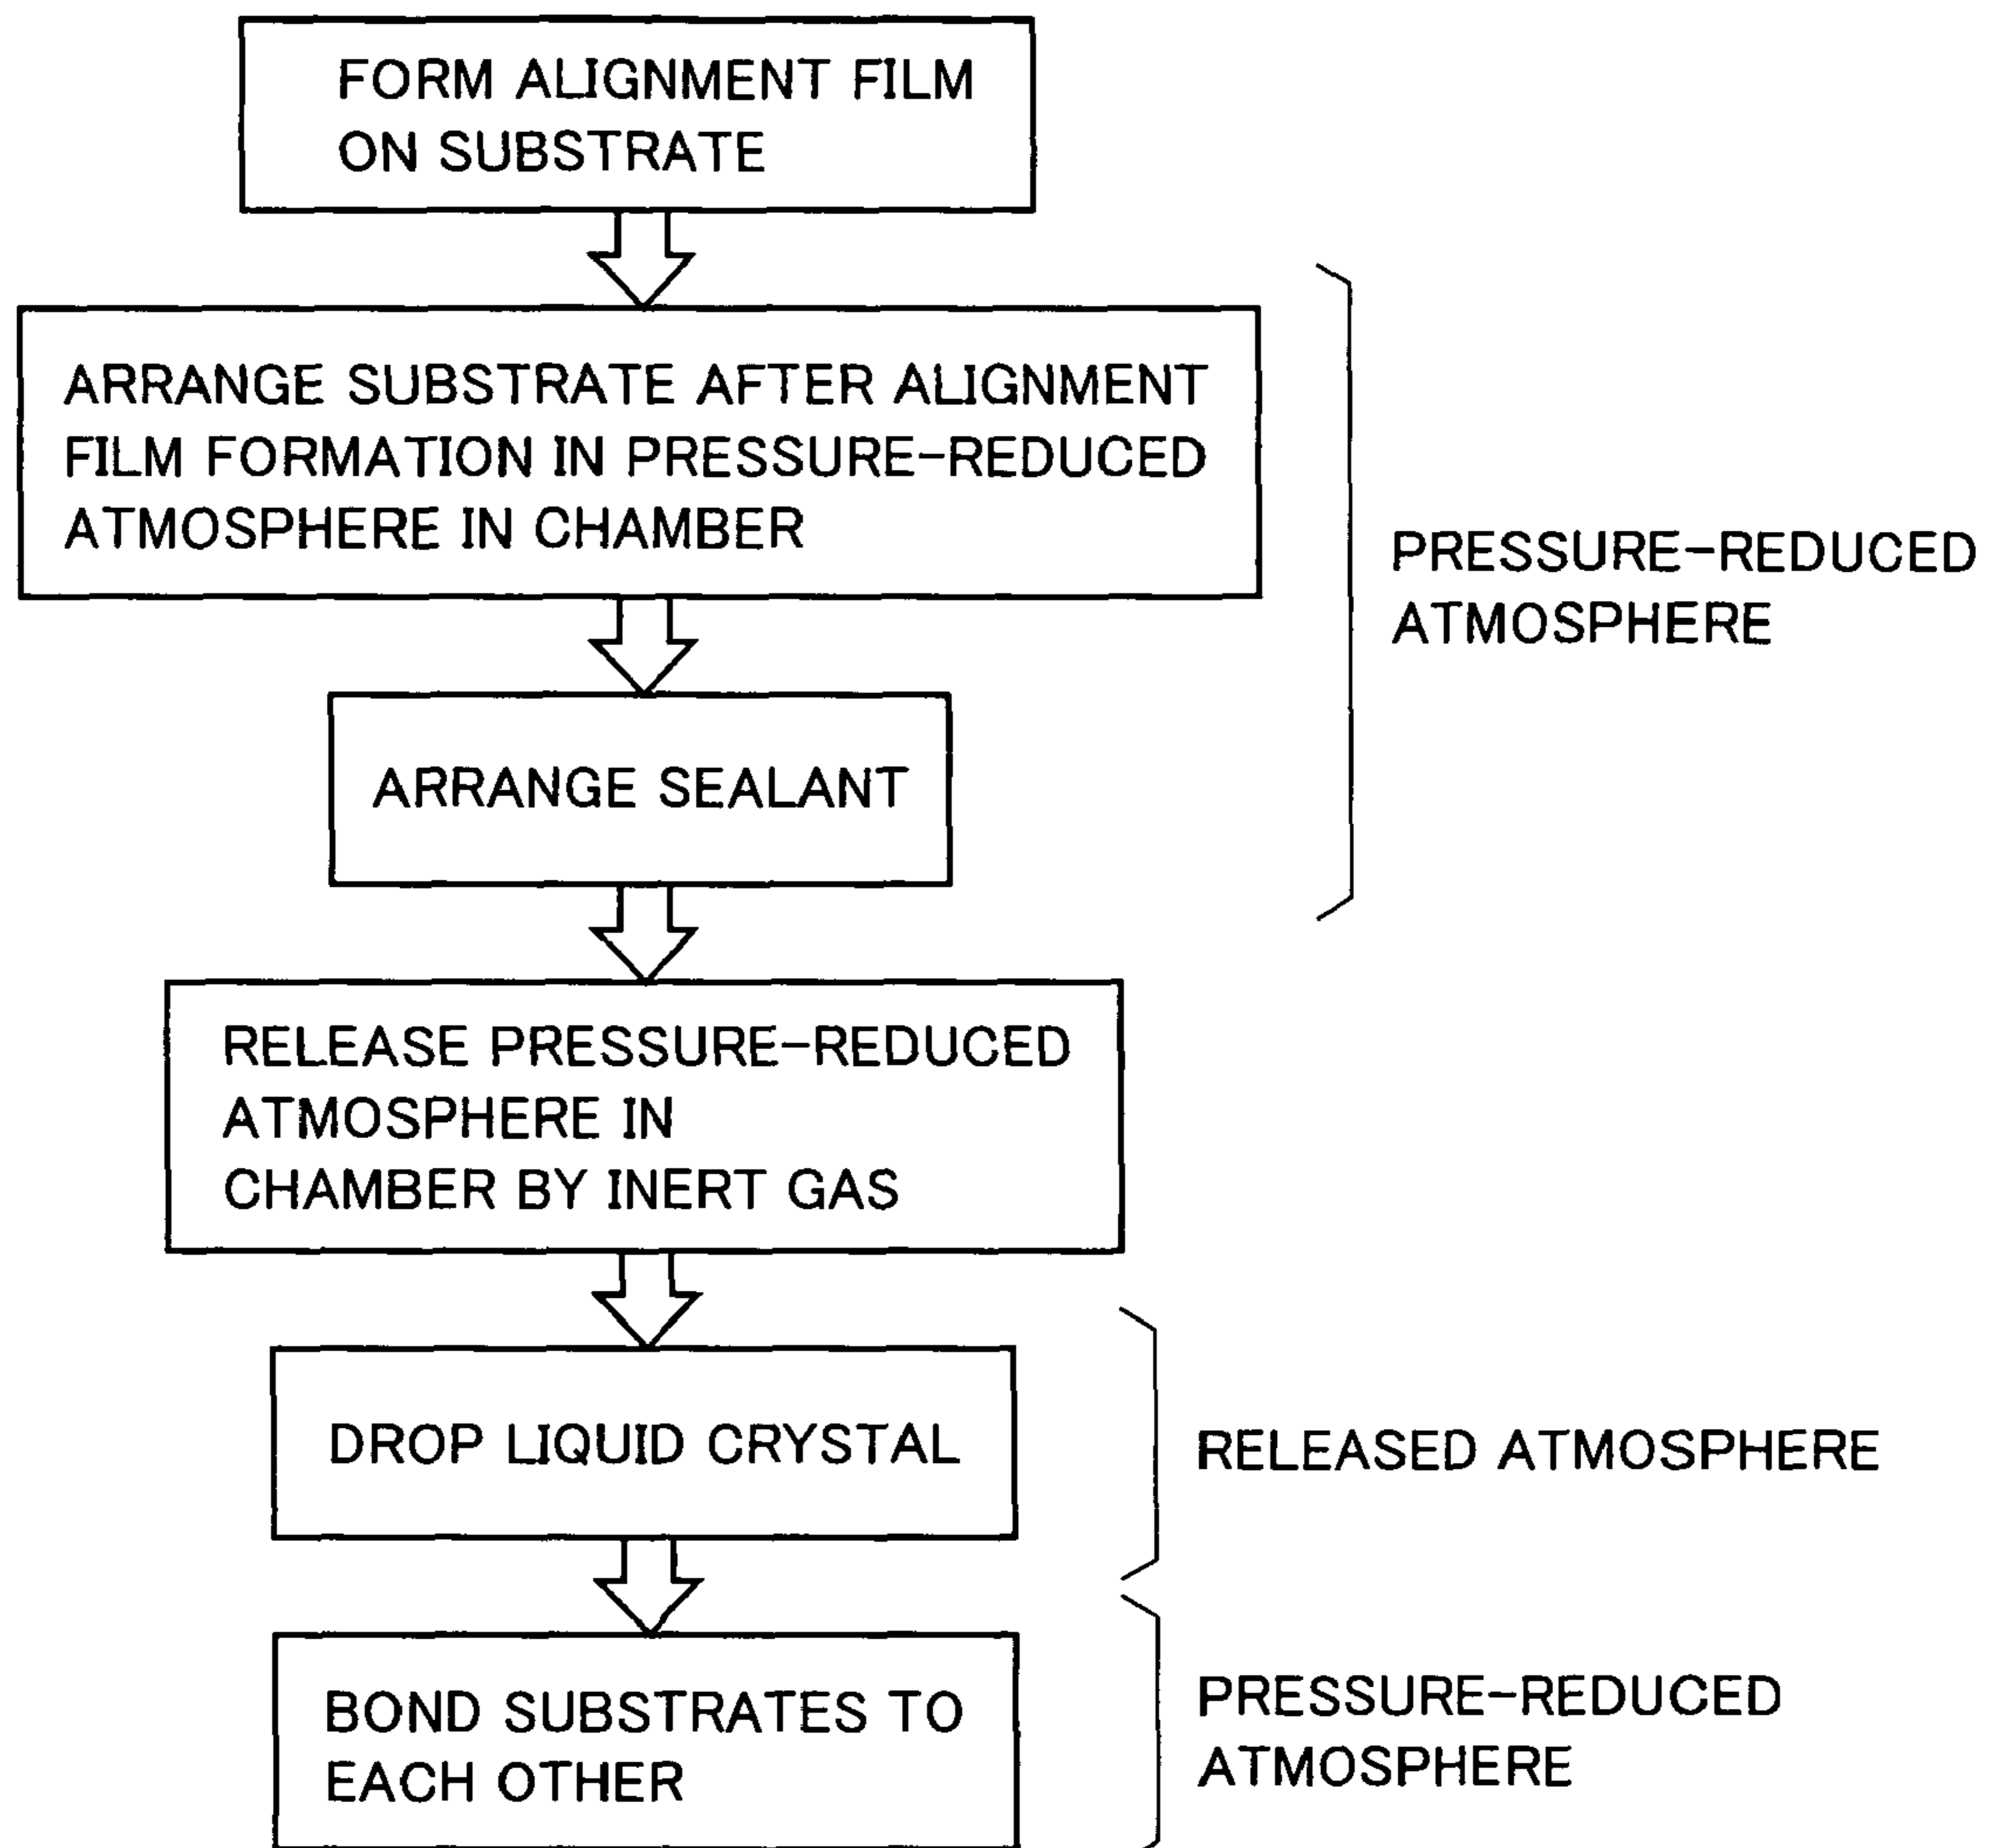 FORM ALIGNMENT FILM
ON SUBSTRATE
ARRANGE SUBSTRATE AFTER ALIGNMENT
FILM FORMATION IN PRESSURE-REDUCED
ATMOSPHERE IN CHAMBER
PRESSURE-REDUCED
ATMOSPHERE
ARRANGE SEALANT
RELEASE PRESSURE-REDUCED
ATMOSPHERE IN
CHAMBER BY INERT GAS
DROP LIQUID CRYSTAL
RELEASED ATMOSPHERE
BOND SUBSTRATES TO
EACH OTHER
PRESSURE-REDUCED
ATMOSPHERE